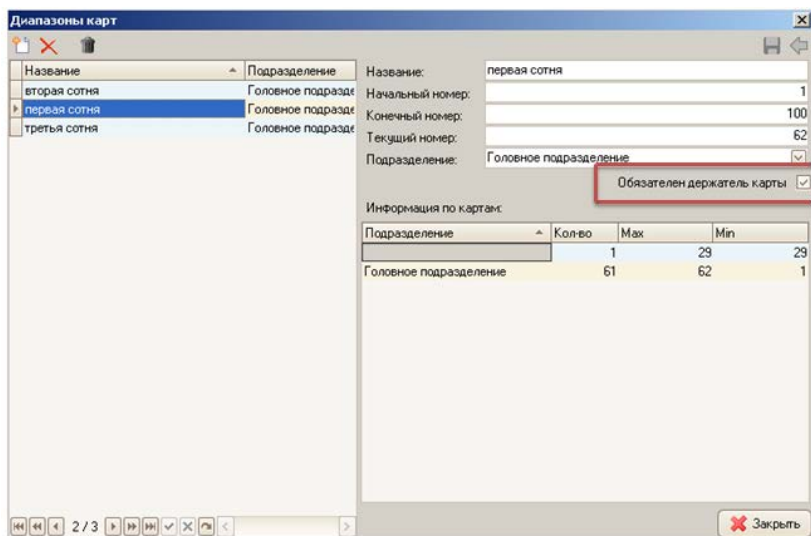 Диапазоны карт
Название Подразделение
вторая сотня Головное подразде
первая сотня Головное подразде
третья сотня Головное подразде
2 / 3
Название: первая сотня
Начальный номер: 1
Конечный номер: 100
Текущий номер: 62
Подразделение: Головное подразделение
Обязателен держатель карты
Информация по картам:
Подразделение Кол-во Max Min
1 29 29
Головное подразделение 61 62 1
Закрыть